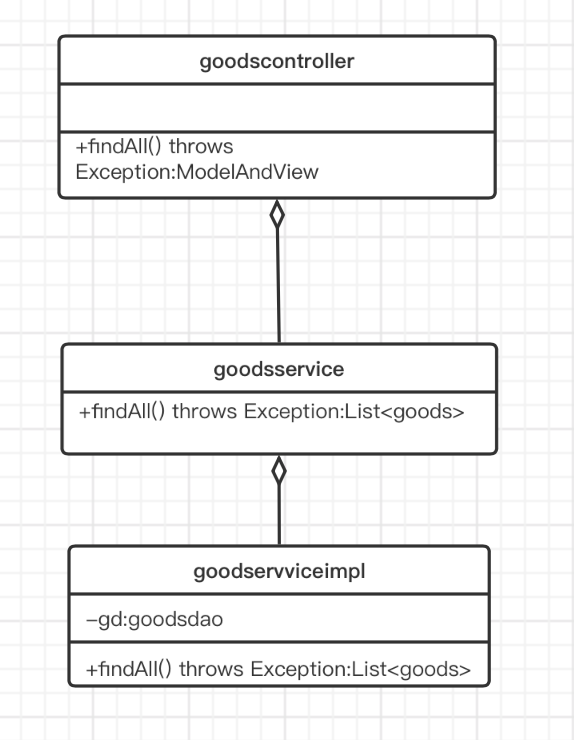 goodscontroller
+findAll() throws
Exception:ModelAndView
goodsservice
+findAll() throws Exception:List<goods>
goodservviceimpl
–gd:goodsdao
+findAll() throws Exception:List<goods>